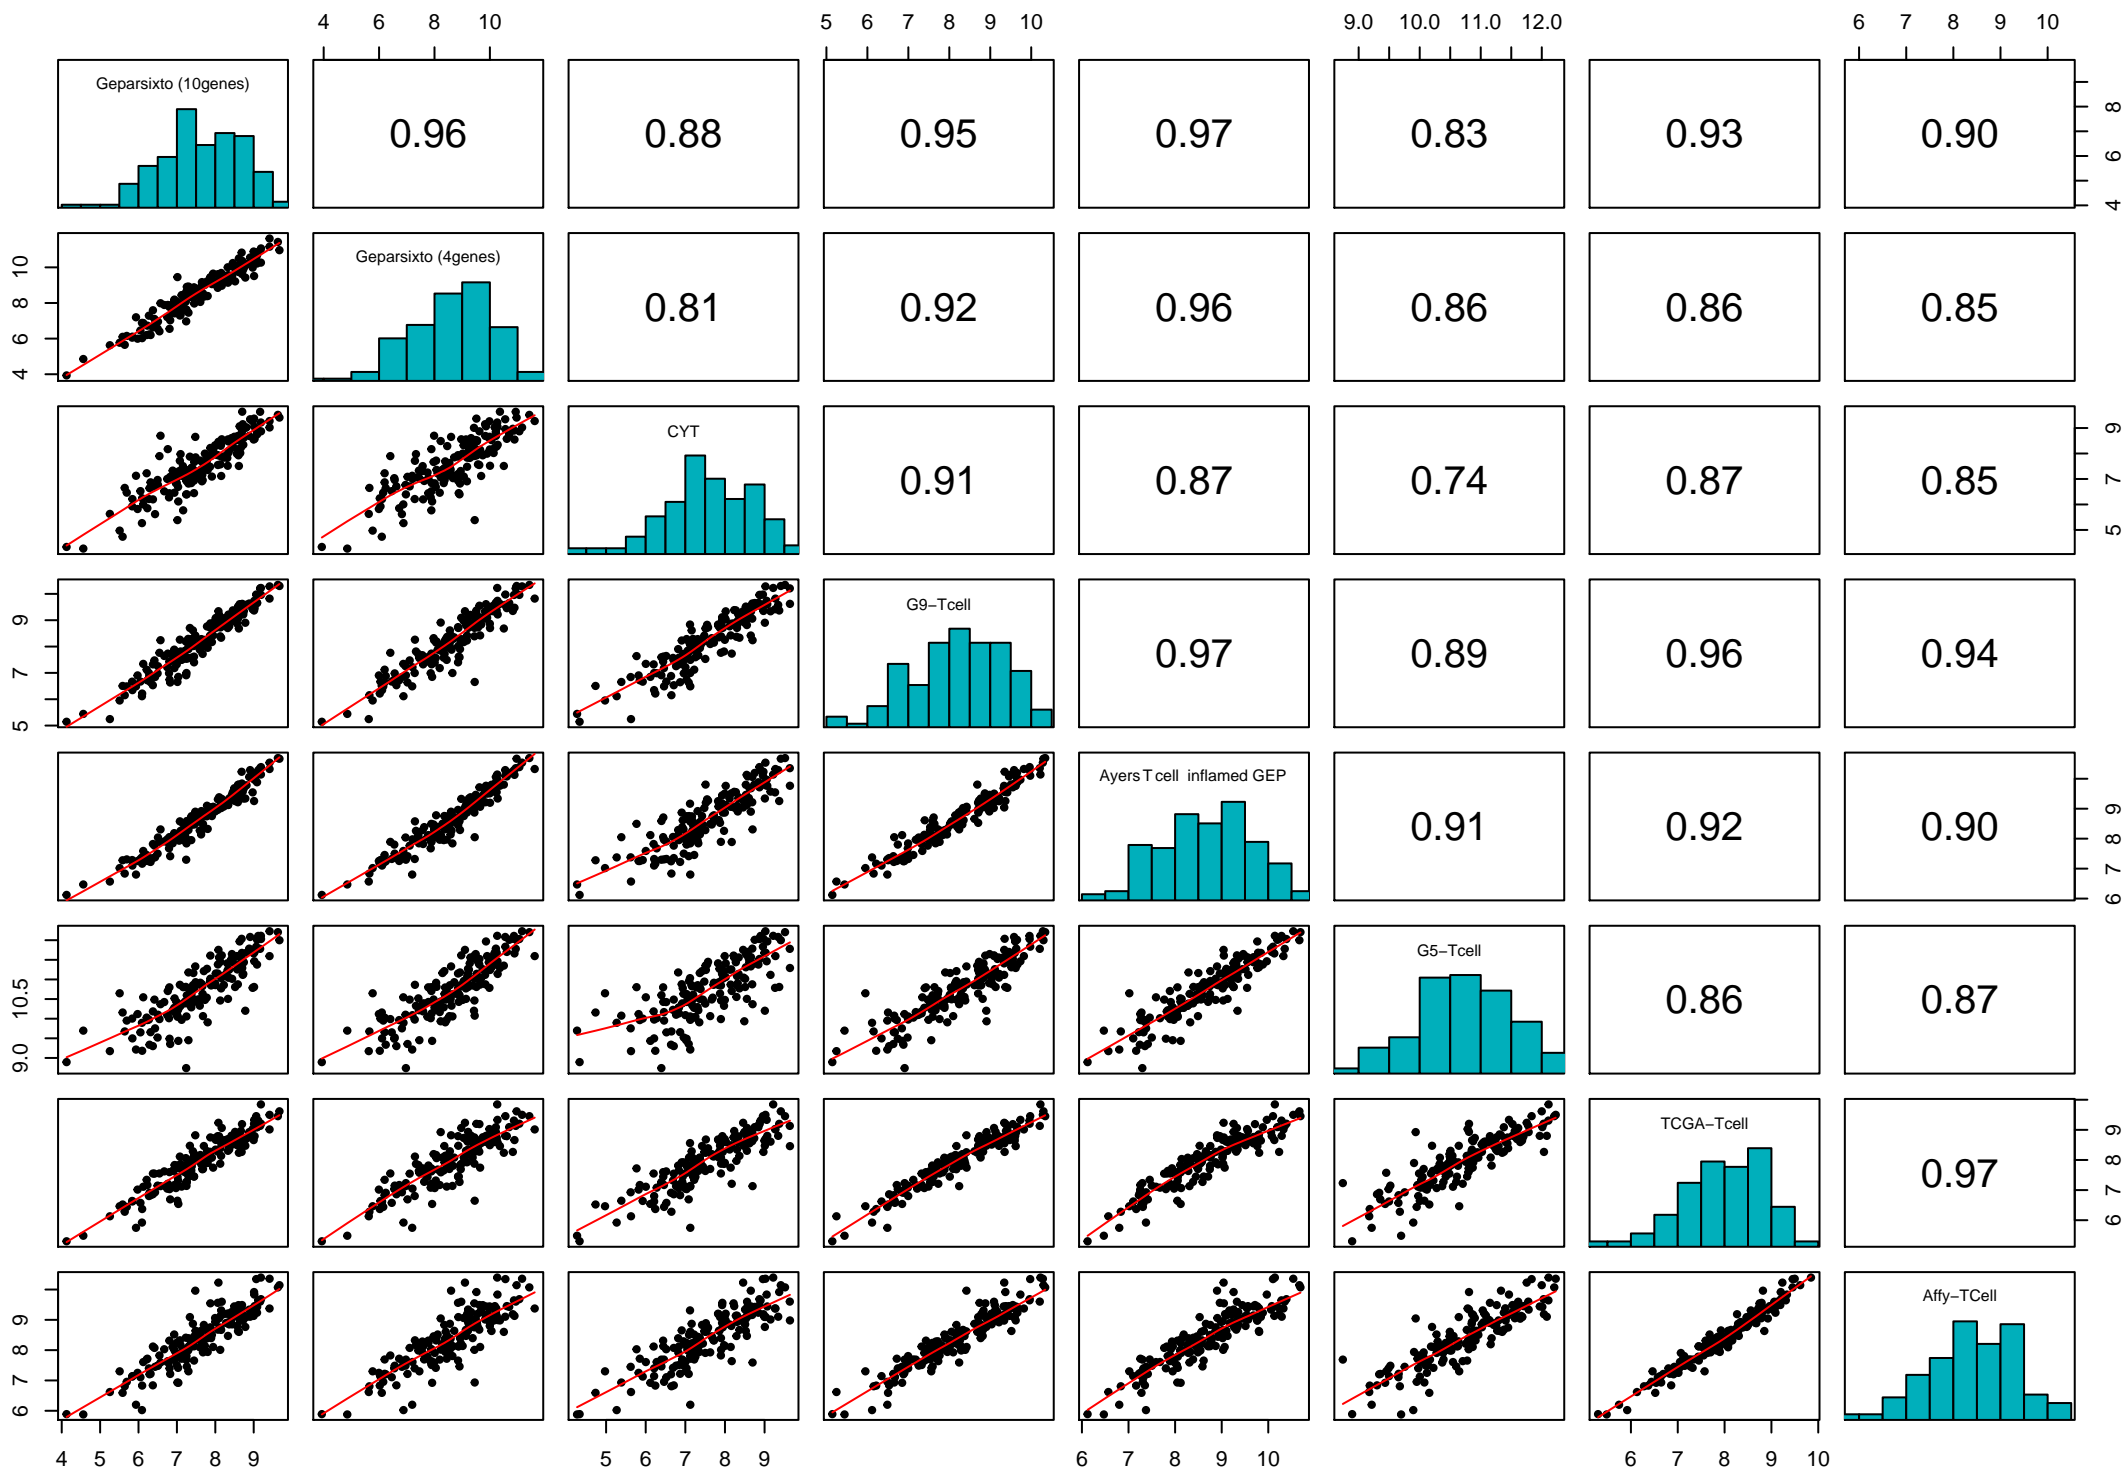 4 6 8 10 5 6 7 8 9 10 9.0 10.0 11.0 12.0 6 7 8 9 10
Geparsixto (10genes) 0.96 0.88 0.95 0.97 0.83 0.93 0.90 4 6 8
4 6 8 10 Geparsixto (4genes) 0.81 0.92 0.96 0.86 0.86 0.85
CYT 0.91 0.87 0.74 0.87 0.85 5 7 9
5 7 9 G9-Tcell 0.97 0.89 0.96 0.94
Ayers T cell inflamed GEP 0.91 0.92 0.90 6 7 8 9
9.0 10.5 G5-Tcell 0.86 0.87
TCGA-Tcell 0.97 6 7 8 9
6 7 8 9 Affy-TCell
4 5 6 7 8 9 5 6 7 8 9 6 7 8 9 10 6 7 8 9 10